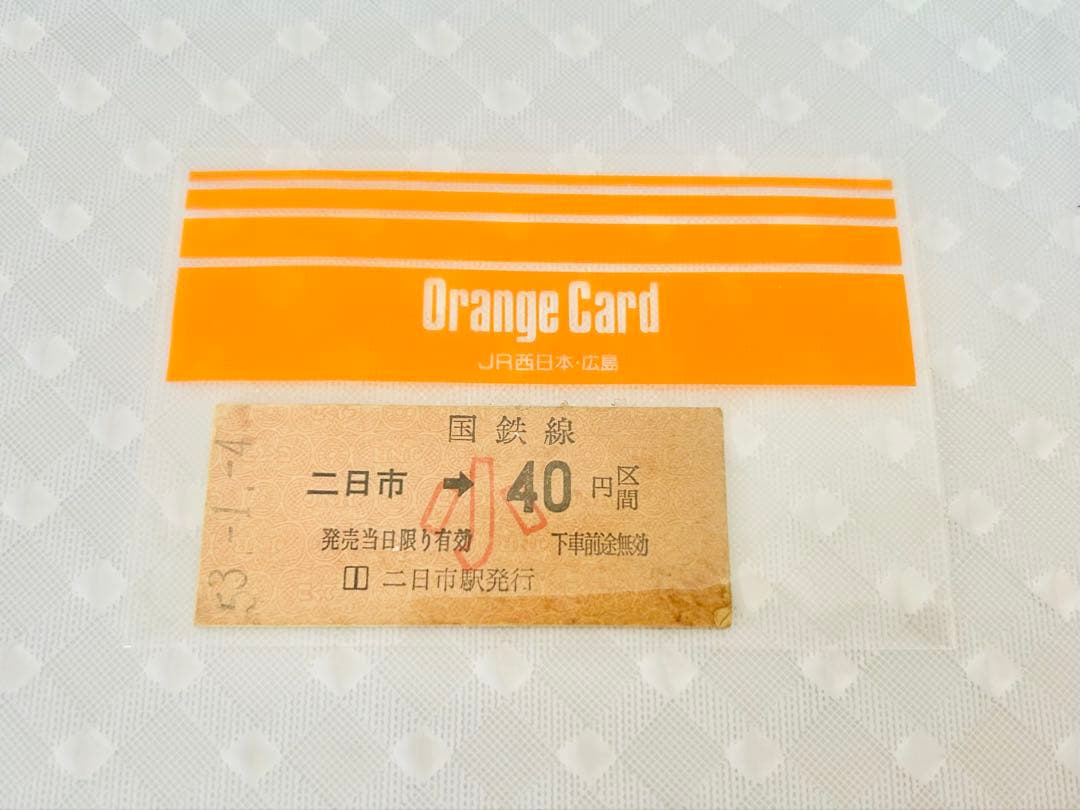 Orange Card
JR西日本・広島
国鉄線
二日市 ➡ 40円区間
小
発売当日限り有効 下車前途無効
二日市駅発行
53.-1.-4